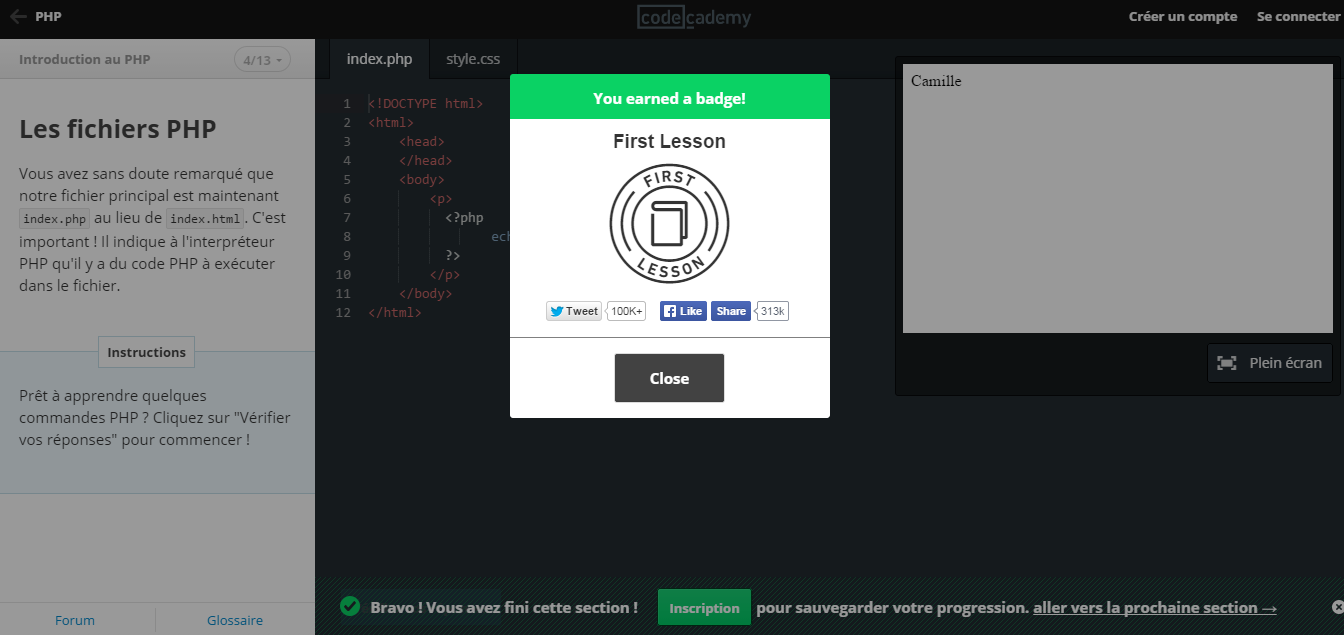 PHP
codecademy
Créer un compte
Se connecter
Introduction au PHP
4/13
index.php
style.css
Les fichiers PHP
Vous avez sans doute remarqué que
notre fichier principal est maintenant
index.php au lieu de index.html. C'est
important ! Il indique à l'interpréteur
PHP qu'il y a du code PHP à exécuter
dans le fichier.
Instructions
Prêt à apprendre quelques
commandes PHP ? Cliquez sur "Vérifier
vos réponses" pour commencer !
Forum
Glossaire
1 <!DOCTYPE html>
2 <html>
3 <head>
4 </head>
5 <body>
6 <p>
7 <?php
8
9 ?>
10 </p>
11 </body>
12 </html>
You earned a badge!
First Lesson
FIRST
LESSON
Tweet 100K+ Like Share 313k
Close
Camille
Plein écran
Bravo ! Vous avez fini cette section ! Inscription pour sauvegarder votre progression. aller vers la prochaine section →